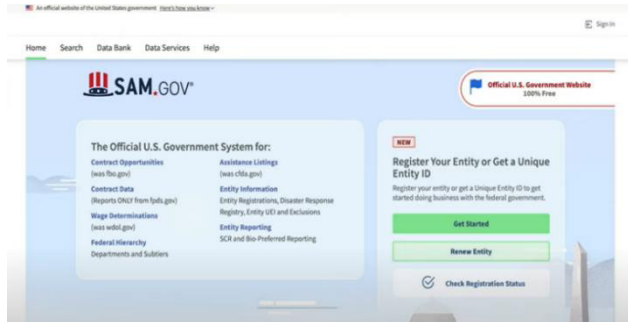 An official website of the United States government Here's how you know
Sign In
Home Search Data Bank Data Services Help
SAM.GOV®
Official U.S. Government Website
100% Free
The Official U.S. Government System for:
Contract Opportunities
(was fbo.gov)
Contract Data
(Reports ONLY from fpds.gov)
Wage Determinations
(was wdol.gov)
Federal Hierarchy
Departments and Subtiers
Assistance Listings
(was cfda.gov)
Entity Information
Entity Registrations, Disaster Response
Registry, Entity UEI and Exclusions
Entity Reporting
SCR and Bio-Preferred Reporting
NEW
Register Your Entity or Get a Unique
Entity ID
Register your entity or get a Unique Entity ID to get
started doing business with the federal government.
Get Started
Renew Entity
Check Registration Status